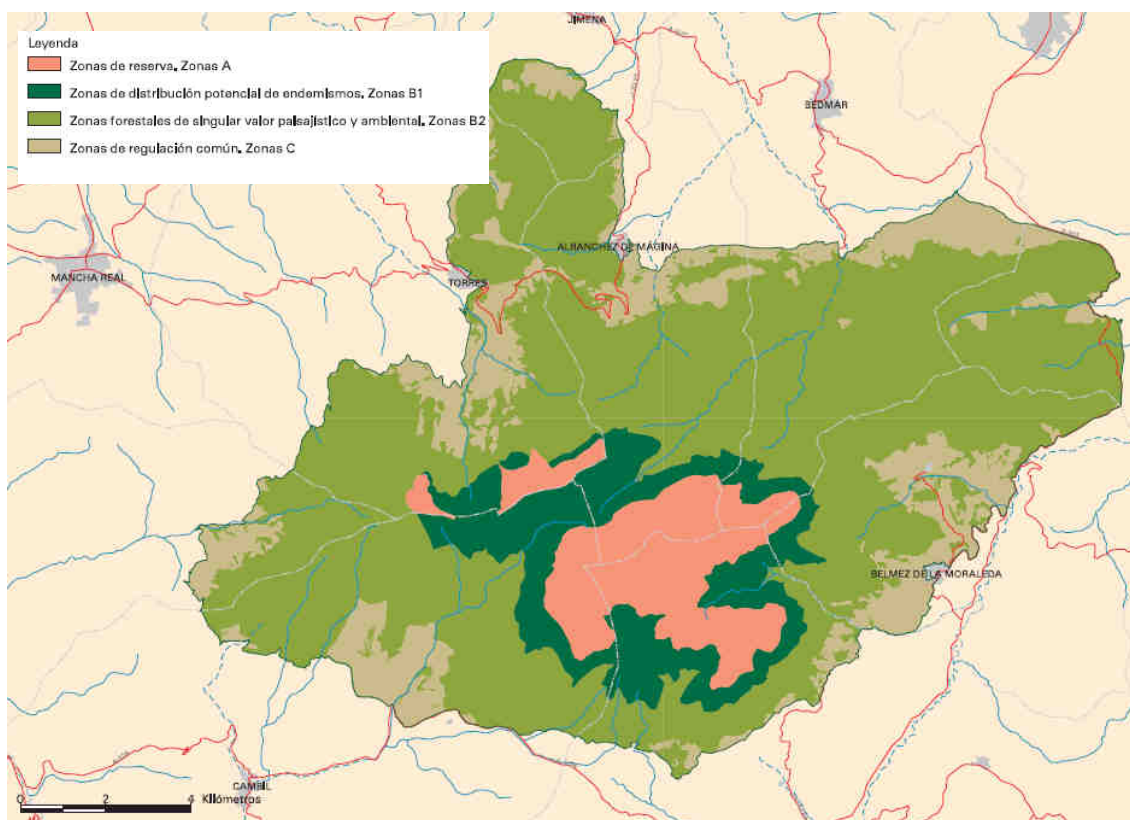 JIMENA
Leyenda
Zonas de reserva. Zonas A
Zonas de distribución potencial de endemismos. Zonas B1
Zonas forestales de singular valor paisajístico y ambiental. Zonas B2
Zonas de regulación común. Zonas C
BEDMAR
ALBANCHEZ DE MÁGINA
MANCHA REAL
TORRES
BELMEZ DE LA MORALEDA
CAMBIL
0 2 4 Kilómetros